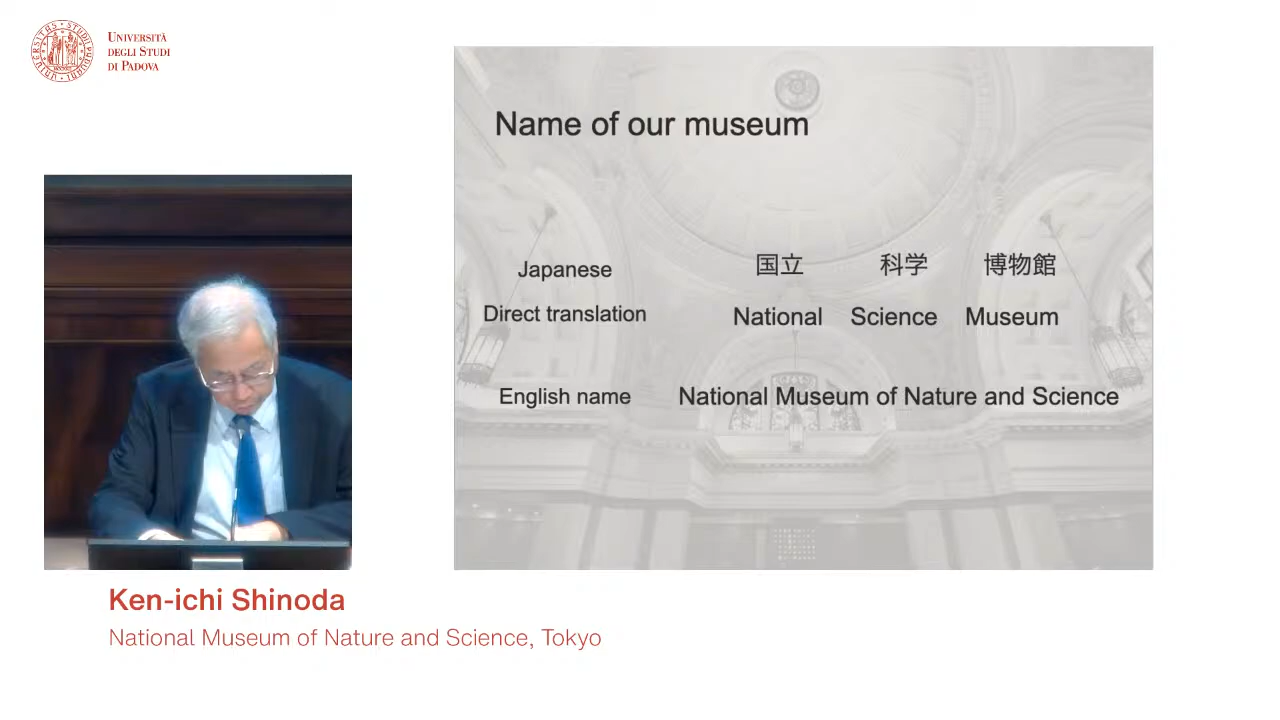 UNIVERSITÀ
DEGLI STUDI
DI PADOVA
Name of our museum
Japanese 国立 科学 博物館
Direct translation National Science Museum
English name National Museum of Nature and Science
Ken-ichi Shinoda
National Museum of Nature and Science, Tokyo